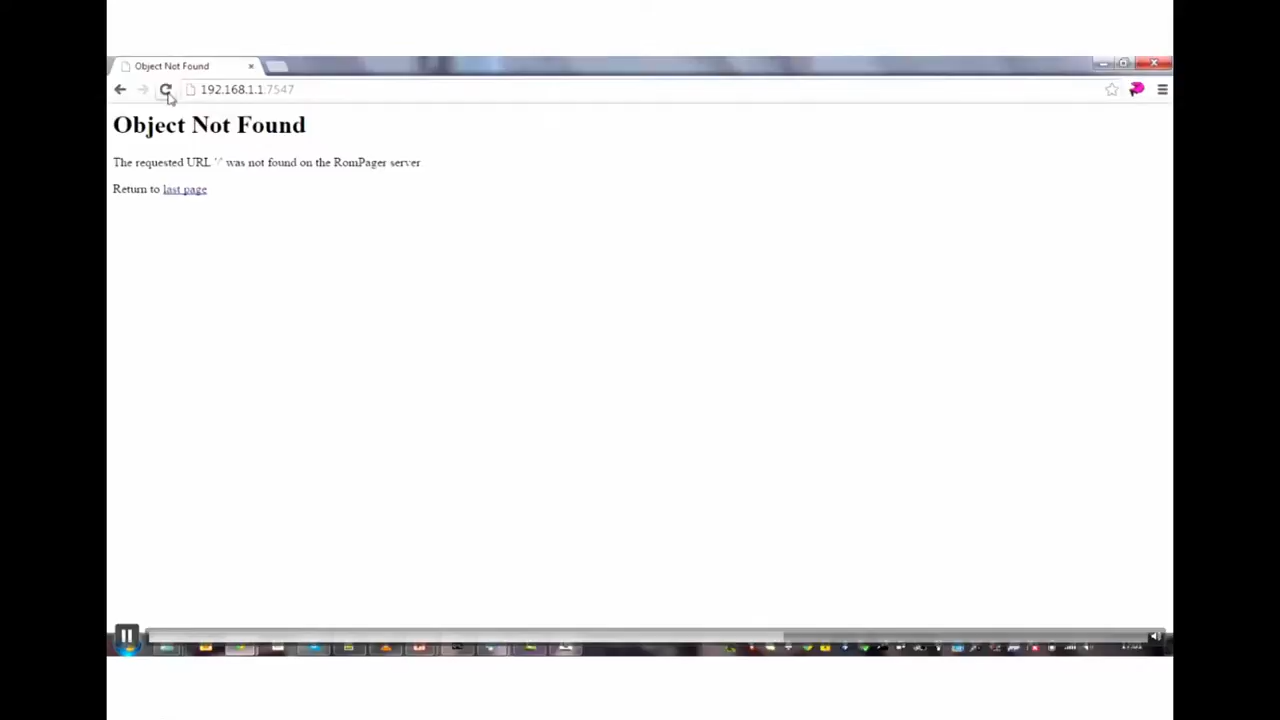 Object Not Found
192.168.1.1:7547
Object Not Found
The requested URL '/' was not found on the RomPager server
Return to last page